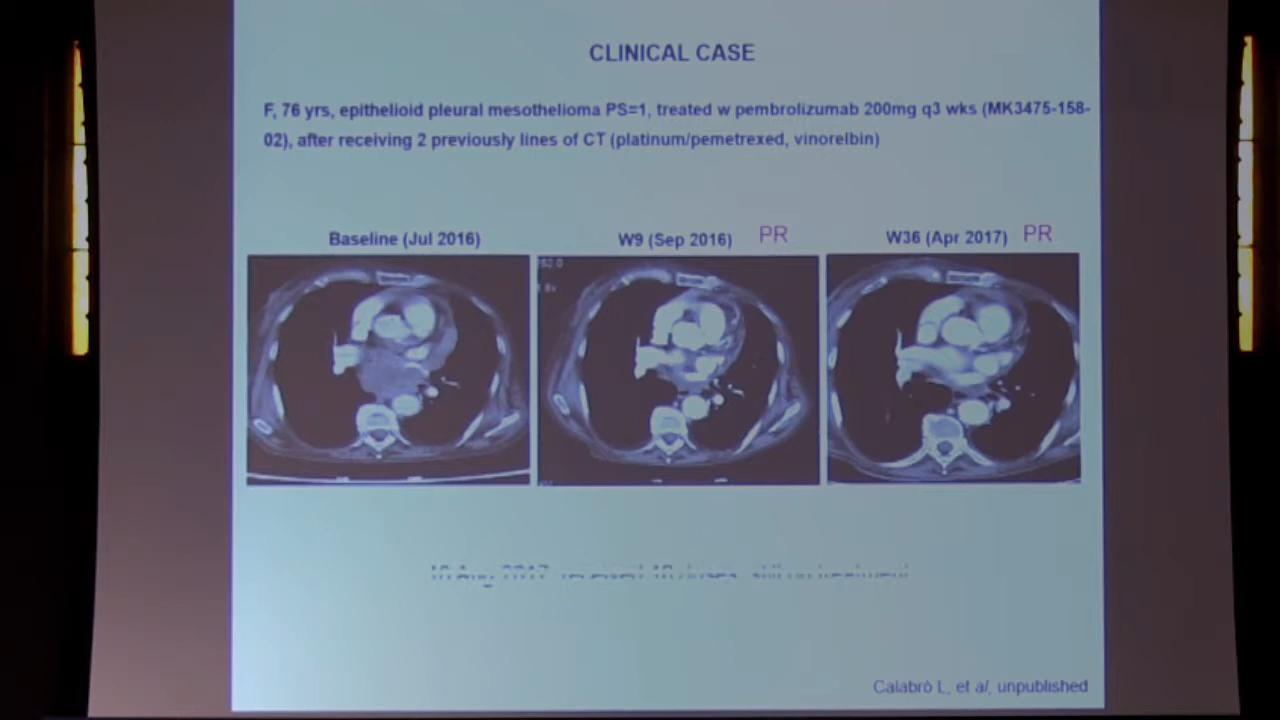 CLINICAL CASE
F, 76 yrs, epithelioid pleural mesothelioma PS=1, treated w pembrolizumab 200mg q3 wks (MK3475-158-
02), after receiving 2 previously lines of CT (platinum/pemetrexed, vinorelbin)
Baseline (Jul 2016)
W9 (Sep 2016) PR
W36 (Apr 2017) PR
Calabrò L, et al, unpublished